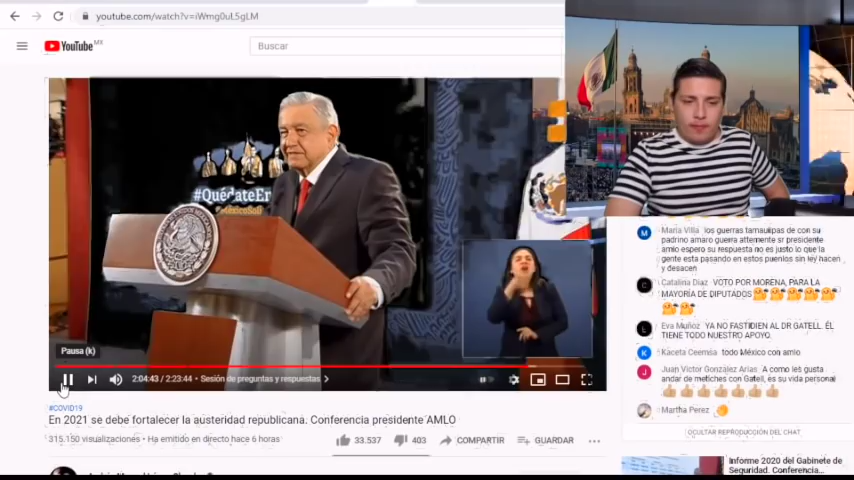 youtube.com/watch?v=iWmg0uL5gLM
YouTube MX
Buscar
#QuédateEn
Pausa (k)
2:04:43 / 2:23:44 • Sesión de preguntas y respuestas
#COVID19
En 2021 se debe fortalecer la austeridad republicana. Conferencia presidente AMLO
315.150 visualizaciones • Ha emitido en directo hace 6 horas
33.537
403
COMPARTIR
GUARDAR
M
Maria Villa los guerras tamaulipas de con su
padrino amaro guerra attemente sr presidente
amio espero su respuesta no es justo lo que la
gente esta pasando en estos puenlos sin ley hacen
y desacen
C
Catalina Diaz VOTO POR MORENA, PARA LA
MAYORÍA DE DIPUTADOS
L
Eva Muñoz YA NO FASTIDIEN AL DR GATELL. ÉL
TIENE TODO NUESTRO APOYO.
K
Kaceta Ceemiia todo México con amio
J
Juan Víctor González Arias A como les gusta
andar de metiches con Gatell, es su vida personal
Martha Perez
OCULTAR REPRODUCCIÓN DEL CHAT
Informe 2020 del Gabinete de
Seguridad. Conferencia...